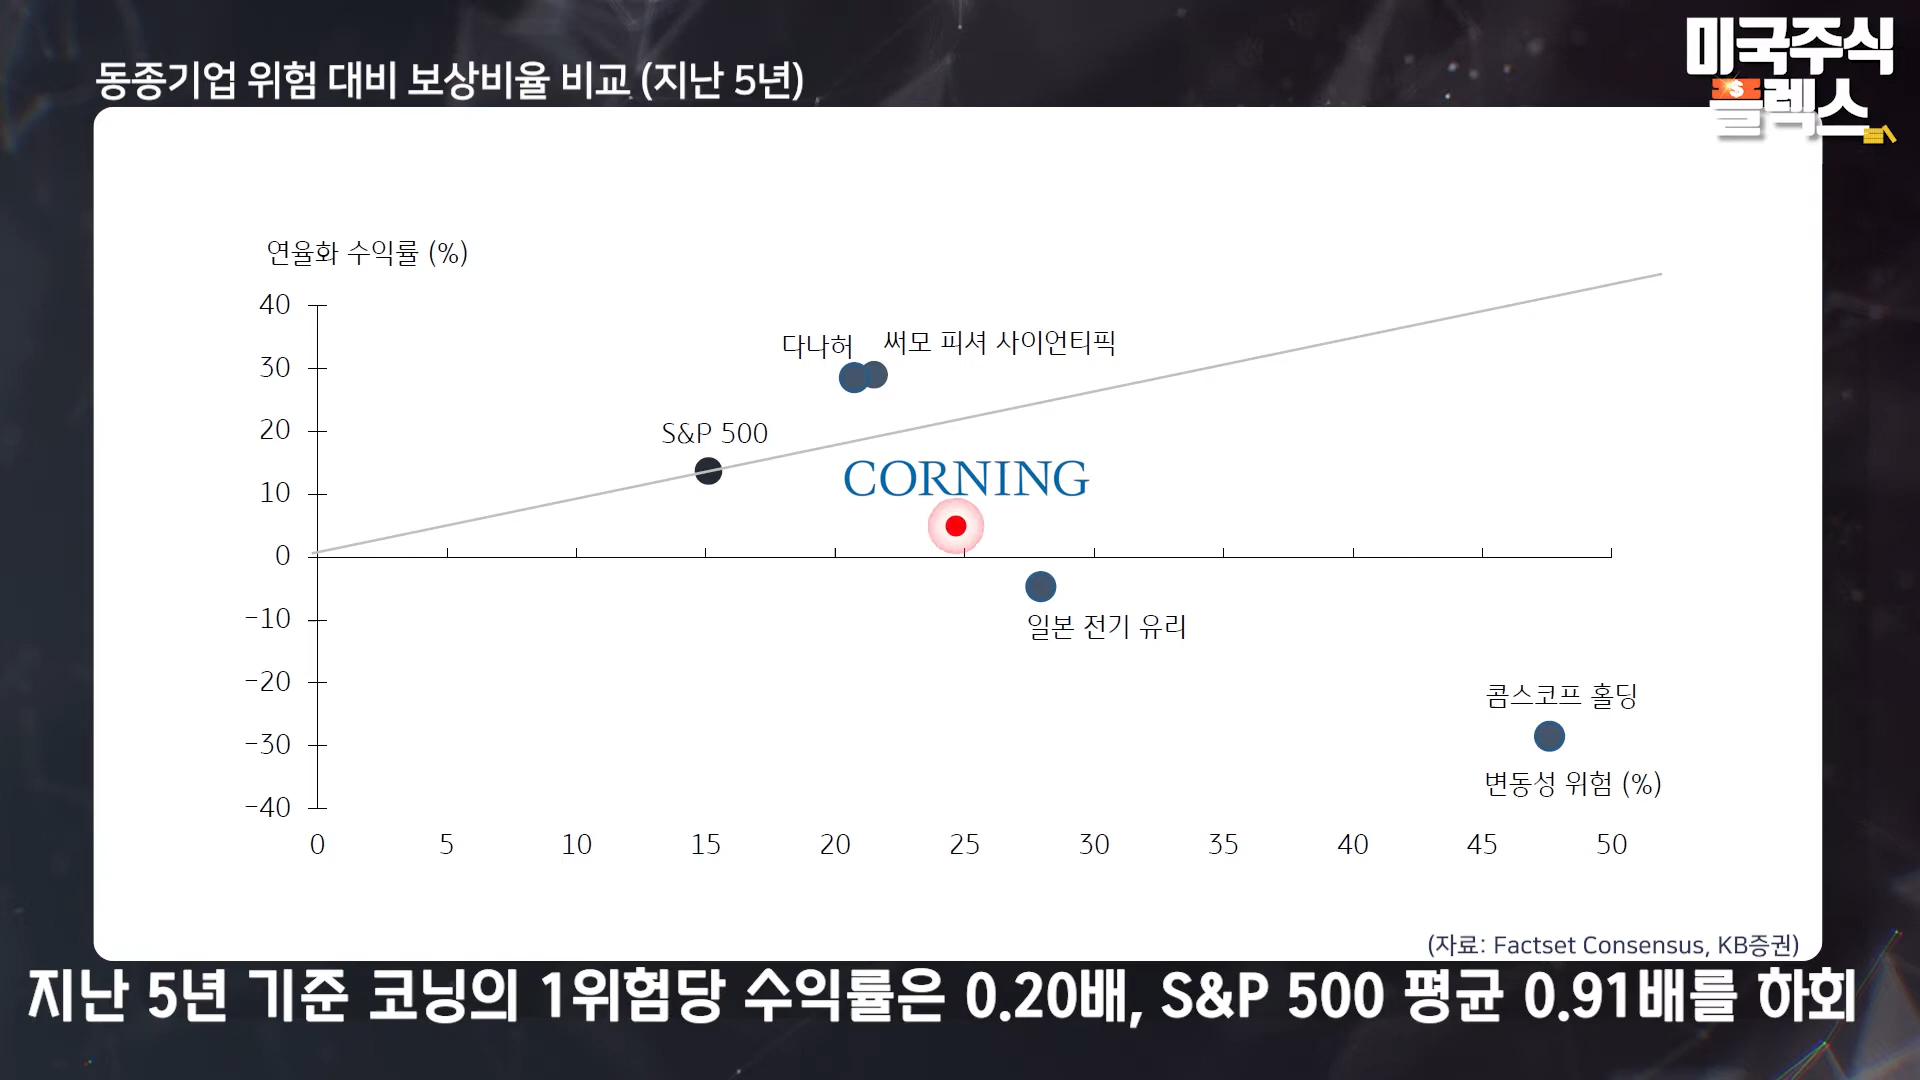 미국주식
플렉스
동종기업 위험 대비 보상비율 비교 (지난 5년)
연율화 수익률 (%)
40
30
20
10
0
-10
-20
-30
-40
다나허
써모 피셔 사이언티픽
S&P 500
CORNING
일본 전기 유리
콤스코프 홀딩
변동성 위험 (%)
0 5 10 15 20 25 30 35 40 45 50
(자료: Factset Consensus, KB증권)
지난 5년 기준 코닝의 1위험당 수익률은 0.20배, S&P 500 평균 0.91배를 하회